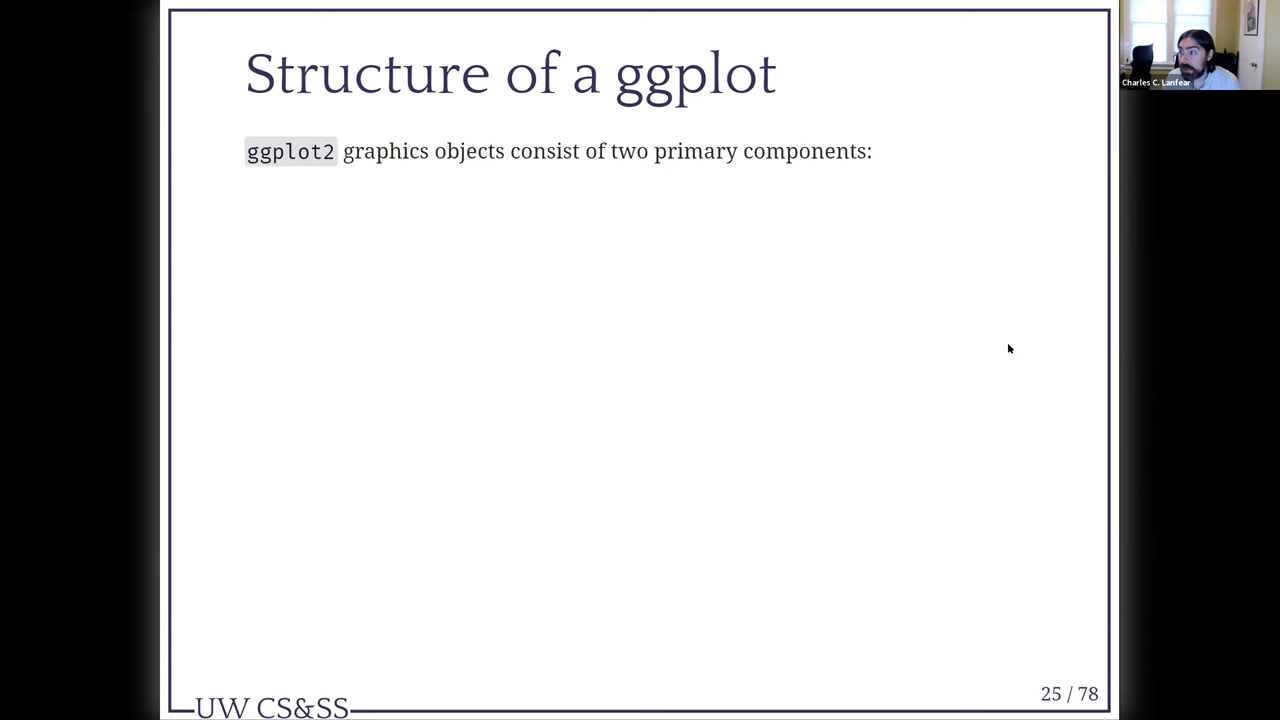 Structure of a ggplot
Charles C. Lanfear
ggplot2 graphics objects consist of two primary components:
25 / 78
UW CS&SS